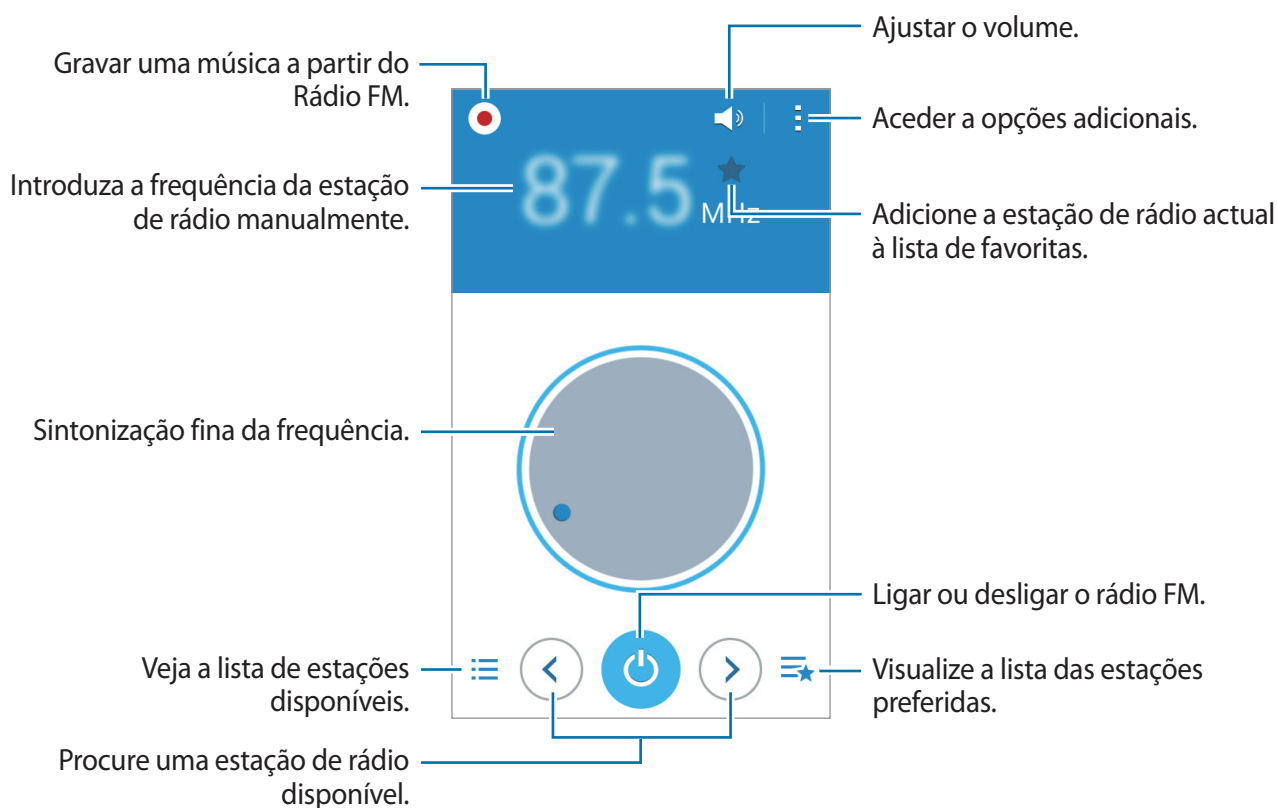 Ajustar o volume.
Gravar uma música a partir do
Rádio FM.
Aceder a opções adicionais.
Introduza a frequência da estação
de rádio manualmente.
87.5
MHz
Adicione a estação de rádio actual
à lista de favoritas.
Sintonização fina da frequência.
Ligar ou desligar o rádio FM.
Veja a lista de estações
disponíveis.
Visualize a lista das estações
preferidas.
Procure uma estação de rádio
disponível.